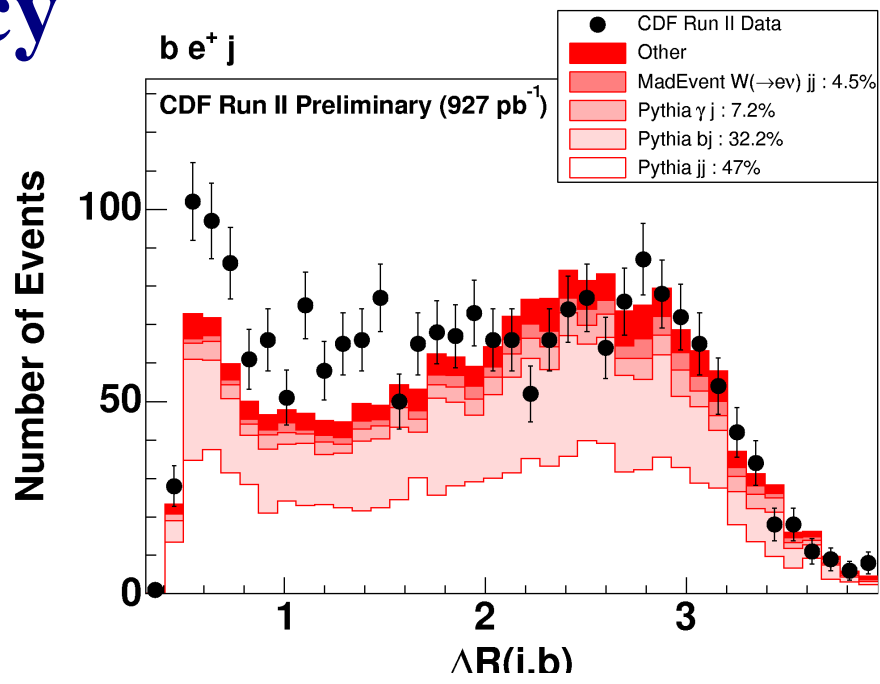 cy
b e⁺ j
CDF Run II Preliminary (927 pb⁻¹)
CDF Run II Data
Other
MadEvent W(→eν) jj : 4.5%
Pythia γ j : 7.2%
Pythia bj : 32.2%
Pythia jj : 47%
Number of Events
100
50
0
1
2
3
ΔR(j,b)